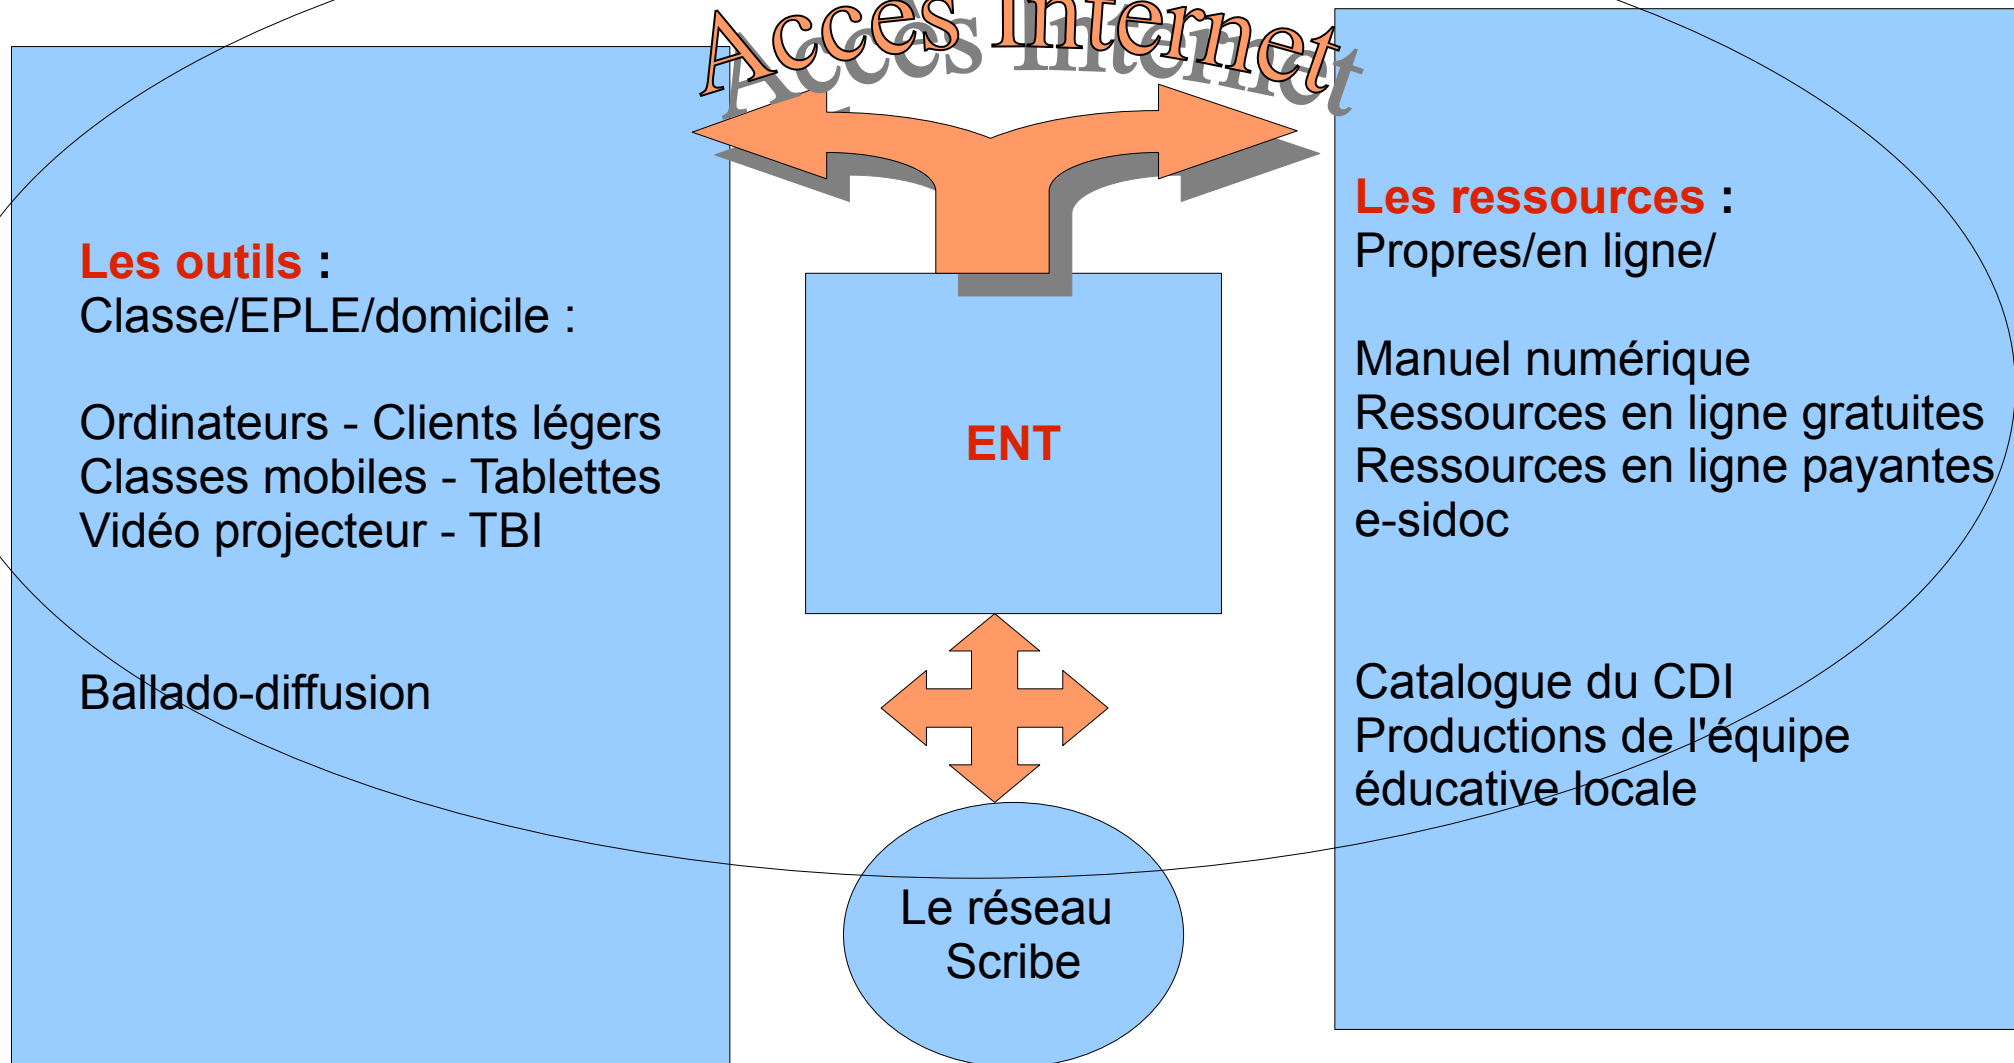 Accès Internet
Les outils :
Classe/EPLE/domicile :
Ordinateurs - Clients légers
Classes mobiles - Tablettes
Vidéo projecteur - TBI
Ballado-diffusion
ENT
Le réseau
Scribe
Les ressources :
Propres/en ligne/
Manuel numérique
Ressources en ligne gratuites
Ressources en ligne payantes
e-sidoc
Catalogue du CDI
Productions de l'équipe
éducative locale